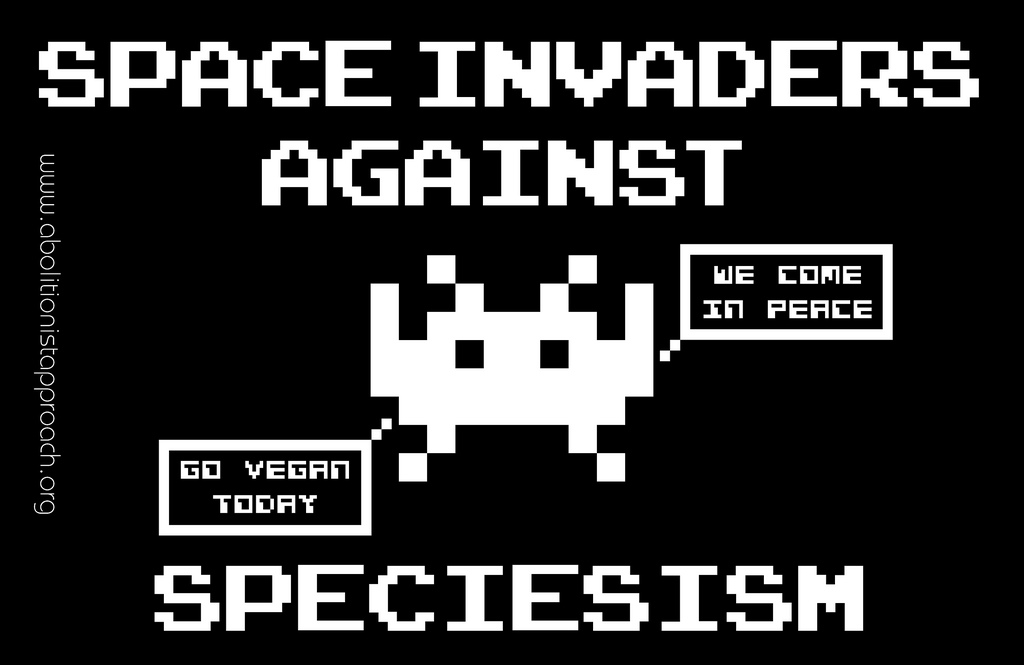 SPACE INVADERS
AGAINST
www.abolitionistapproach.org
WE COME
IN PEACE
GO VEGAN
TODAY
SPECIESISM